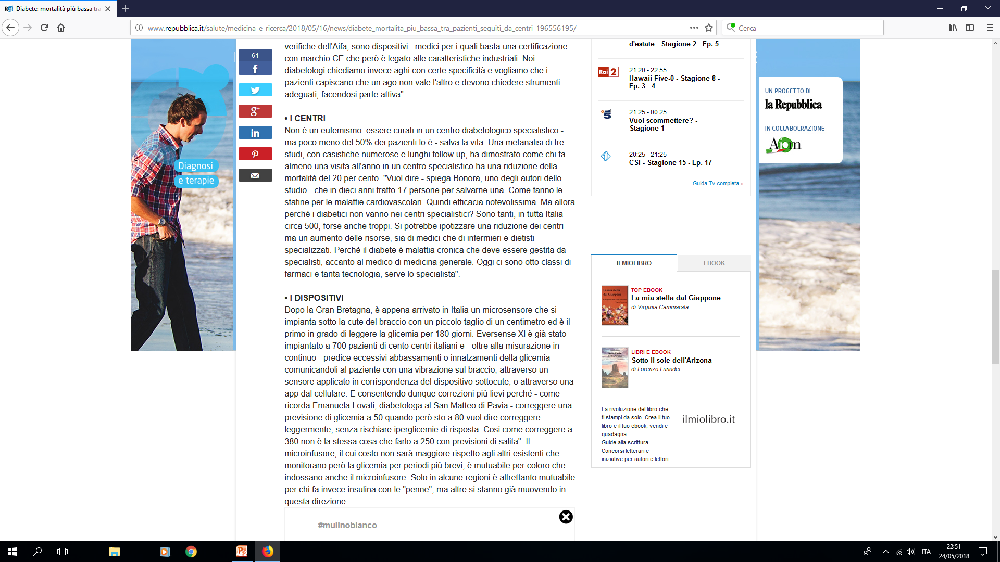 Diabete: mortalità più bassa tra
www.repubblica.it/salute/medicina-e-ricerca/2018/05/16/news/diabete_mortalita_piu_bassa_tra_pazienti_seguiti_da_centri-196556195/
Cerca
Diagnosi
e terapie
61
verifiche dell'Aifa, sono dispositivi medici per i quali basta una certificazione
con marchio CE che però è legato alle caratteristiche industriali. Noi
diabetologi chiediamo invece aghi con certe specificità e vogliamo che i
pazienti capiscano che un ago non vale l'altro e devono chiedere strumenti
adeguati, facendosi parte attiva".
• I CENTRI
Non è un eufemismo: essere curati in un centro diabetologico specialistico -
ma poco meno del 50% dei pazienti lo è - salva la vita. Una metanalisi di tre
studi, con casistiche numerose e lunghi follow up, ha dimostrato come chi fa
almeno una visita all'anno in un centro specialistico ha una riduzione della
mortalità del 20 per cento. "Vuol dire - spiega Bonora, uno degli autori dello
studio - che in dieci anni tratto 17 persone per salvarne una. Come fanno le
statine per le malattie cardiovascolari. Quindi efficacia notevolissima. Ma allora
perché i diabetici non vanno nei centri specialistici? Sono tanti, in tutta Italia
circa 500, forse anche troppi. Si potrebbe ipotizzare una riduzione dei centri
ma un aumento delle risorse, sia di medici che di infermieri e dietisti
specializzati. Perché il diabete è malattia cronica che deve essere gestita da
specialisti, accanto al medico di medicina generale. Oggi ci sono otto classi di
farmaci e tanta tecnologia, serve lo specialista".
• I DISPOSITIVI
Dopo la Gran Bretagna, è appena arrivato in Italia un microsensore che si
impianta sotto la cute del braccio con un piccolo taglio di un centimetro ed è il
primo in grado di leggere la glicemia per 180 giorni. Eversense Xl è già stato
impiantato a 700 pazienti di cento centri italiani e - oltre alla misurazione in
continuo - predice eccessivi abbassamenti o innalzamenti della glicemia
comunicandoli al paziente con una vibrazione sul braccio, attraverso un
sensore applicato in corrispondenza del dispositivo sottocute, o attraverso una
app dal cellulare. E consentendo dunque correzioni più lievi perché - come
ricorda Emanuela Lovati, diabetologa al San Matteo di Pavia - correggere una
previsione di glicemia a 50 quando però sto a 80 vuol dire correggere
leggermente, senza rischiare iperglicemie di risposta. Cosi come correggere a
380 non è la stessa cosa che farlo a 250 con previsioni di salita". Il
microinfusore, il cui costo non sarà maggiore rispetto agli altri esistenti che
monitorano però la glicemia per periodi più brevi, è mutuabile per coloro che
indossano anche il microinfusore. Solo in alcune regioni è altrettanto mutuabile
per chi fa invece insulina con le "penne", ma altre si stanno già muovendo in
questa direzione.
#mulinobianco
d'estate - Stagione 2 - Ep. 5
Rai 2
21:20 - 22:55
Hawaii Five-0 - Stagione 8 -
Ep. 3 - 4
5
21:25 - 00:25
Vuoi scommettere? -
Stagione 1
1
20:25 - 21:25
CSI - Stagione 15 - Ep. 17
Guida Tv completa »
ILMIOLIBRO
EBOOK
La mia stella
dal Giappone
TOP EBOOK
La mia stella dal Giappone
di Virginia Cammarata
Sotto il sole
dell'Arizona
LIBRI E EBOOK
Sotto il sole dell'Arizona
di Lorenzo Lunadei
La rivoluzione del libro che
ti stampi da solo. Crea il tuo
libro e il tuo ebook, vendi e
guadagna
Guide alla scrittura
Concorsi letterari e
iniziative per autori e lettori
ilmiolibro.it
UN PROGETTO DI
la Repubblica
IN COLLABOLRAZIONE
Aiom
ITA
22:51
24/05/2018